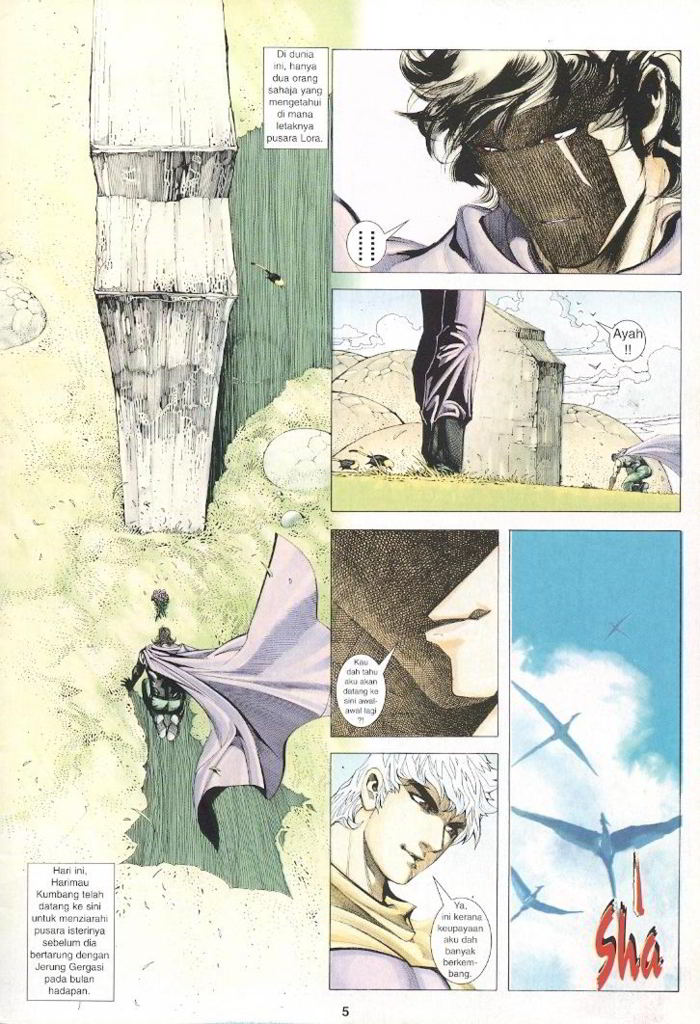 Di dunia
ini, hanya
dua orang
sahaja yang
mengetahui
di mana
letaknya
pusara Lora.
Ayah
!!
Kau
dah tahu
aku akan
datang ke
sini awal-
awal lagi
?!
Ya,
ini kerana
keupayaan
aku dah
banyak
berkem-
bang.
Sha
Hari ini,
Harimau
Kumbang telah
datang ke sini
untuk menziarahi
pusara isterinya
sebelum dia
bertarung dengan
Jerung Gergasi
pada bulan
hadapan.
5